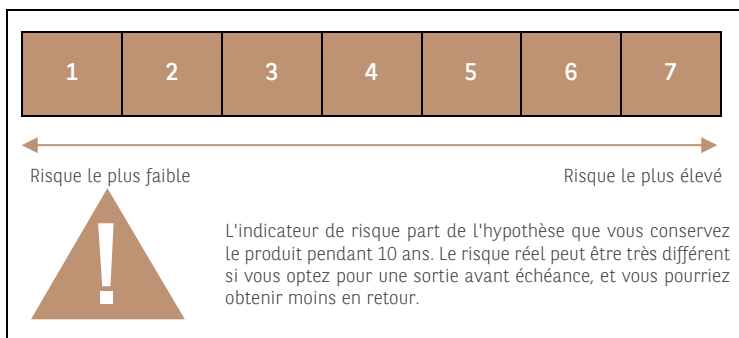 1 2 3 4 5 6 7
Risque le plus faible Risque le plus élevé
!
L'indicateur de risque part de l'hypothèse que vous conservez
le produit pendant 10 ans. Le risque réel peut être très différent
si vous optez pour une sortie avant échéance, et vous pourriez
obtenir moins en retour.